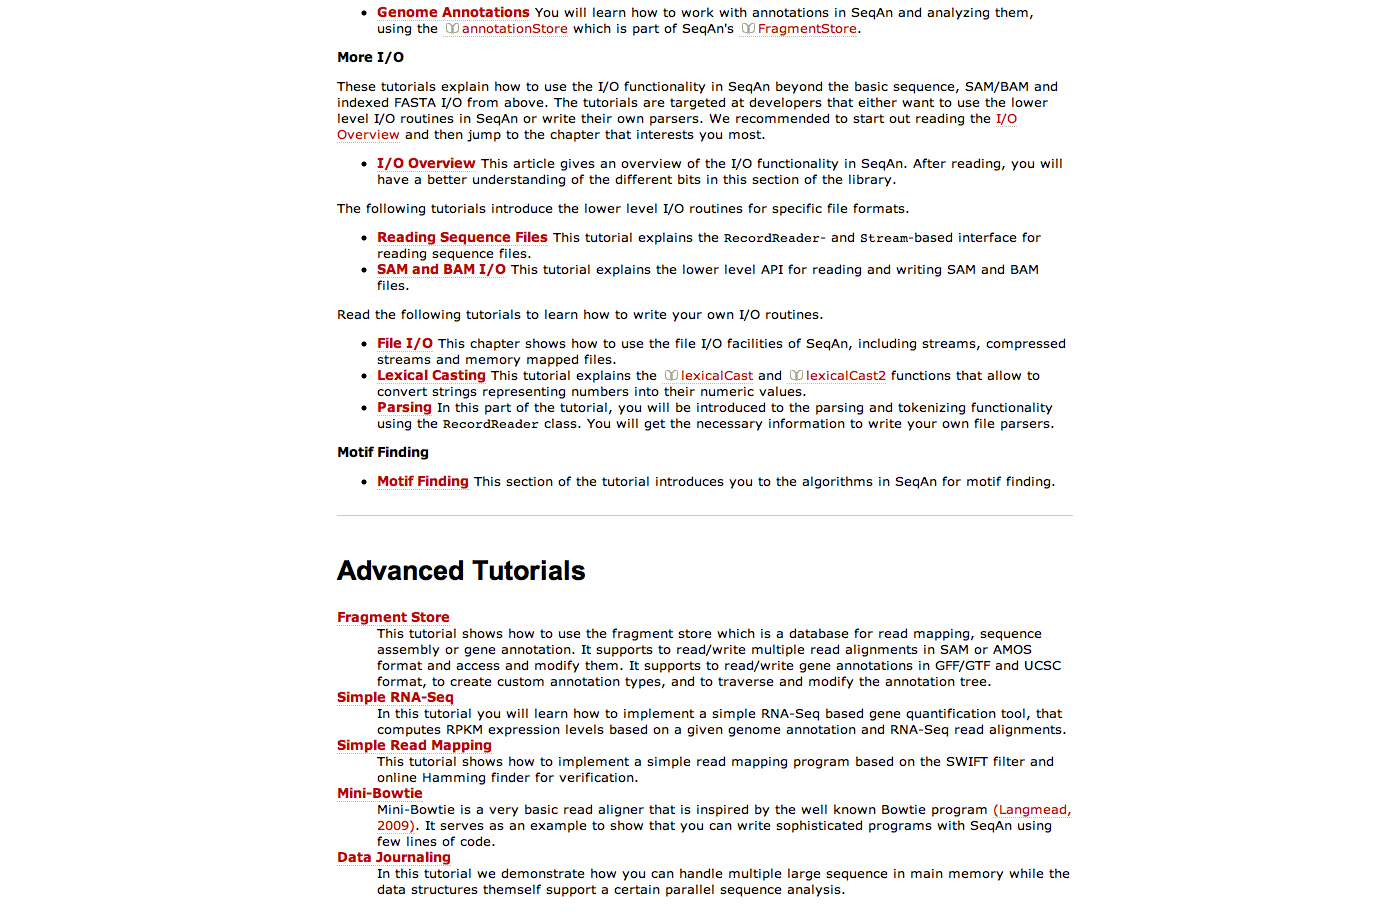 • Genome Annotations You will learn how to work with annotations in SeqAn and analyzing them,
using the annotationStore which is part of SeqAn's FragmentStore.
More I/O
These tutorials explain how to use the I/O functionality in SeqAn beyond the basic sequence, SAM/BAM and
indexed FASTA I/O from above. The tutorials are targeted at developers that either want to use the lower
level I/O routines in SeqAn or write their own parsers. We recommended to start out reading the I/O
Overview and then jump to the chapter that interests you most.
• I/O Overview This article gives an overview of the I/O functionality in SeqAn. After reading, you will
have a better understanding of the different bits in this section of the library.
The following tutorials introduce the lower level I/O routines for specific file formats.
• Reading Sequence Files This tutorial explains the RecordReader- and Stream-based interface for
reading sequence files.
• SAM and BAM I/O This tutorial explains the lower level API for reading and writing SAM and BAM
files.
Read the following tutorials to learn how to write your own I/O routines.
• File I/O This chapter shows how to use the file I/O facilities of SeqAn, including streams, compressed
streams and memory mapped files.
• Lexical Casting This tutorial explains the lexicalCast and lexicalCast2 functions that allow to
convert strings representing numbers into their numeric values.
• Parsing In this part of the tutorial, you will be introduced to the parsing and tokenizing functionality
using the RecordReader class. You will get the necessary information to write your own file parsers.
Motif Finding
• Motif Finding This section of the tutorial introduces you to the algorithms in SeqAn for motif finding.
Advanced Tutorials
Fragment Store
This tutorial shows how to use the fragment store which is a database for read mapping, sequence
assembly or gene annotation. It supports to read/write multiple read alignments in SAM or AMOS
format and access and modify them. It supports to read/write gene annotations in GFF/GTF and UCSC
format, to create custom annotation types, and to traverse and modify the annotation tree.
Simple RNA-Seq
In this tutorial you will learn how to implement a simple RNA-Seq based gene quantification tool, that
computes RPKM expression levels based on a given genome annotation and RNA-Seq read alignments.
Simple Read Mapping
This tutorial shows how to implement a simple read mapping program based on the SWIFT filter and
online Hamming finder for verification.
Mini-Bowtie
Mini-Bowtie is a very basic read aligner that is inspired by the well known Bowtie program (Langmead,
2009). It serves as an example to show that you can write sophisticated programs with SeqAn using
few lines of code.
Data Journaling
In this tutorial we demonstrate how you can handle multiple large sequence in main memory while the
data structures themself support a certain parallel sequence analysis.